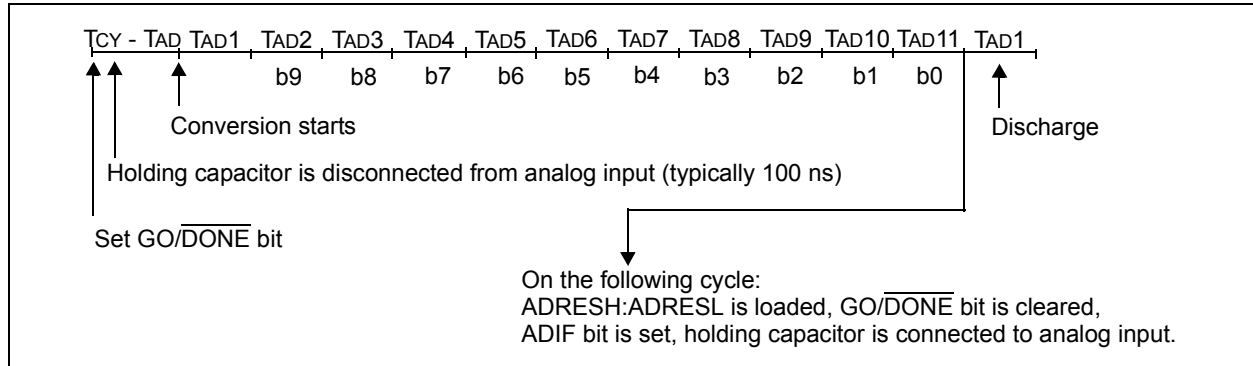 TCY - TAD TAD1 TAD2 TAD3 TAD4 TAD5 TAD6 TAD7 TAD8 TAD9 TAD10 TAD11 TAD1
b9 b8 b7 b6 b5 b4 b3 b2 b1 b0
Conversion starts
Discharge
Holding capacitor is disconnected from analog input (typically 100 ns)
Set GO/DONE bit
On the following cycle:
ADRESH:ADRESL is loaded, GO/DONE bit is cleared,
ADIF bit is set, holding capacitor is connected to analog input.